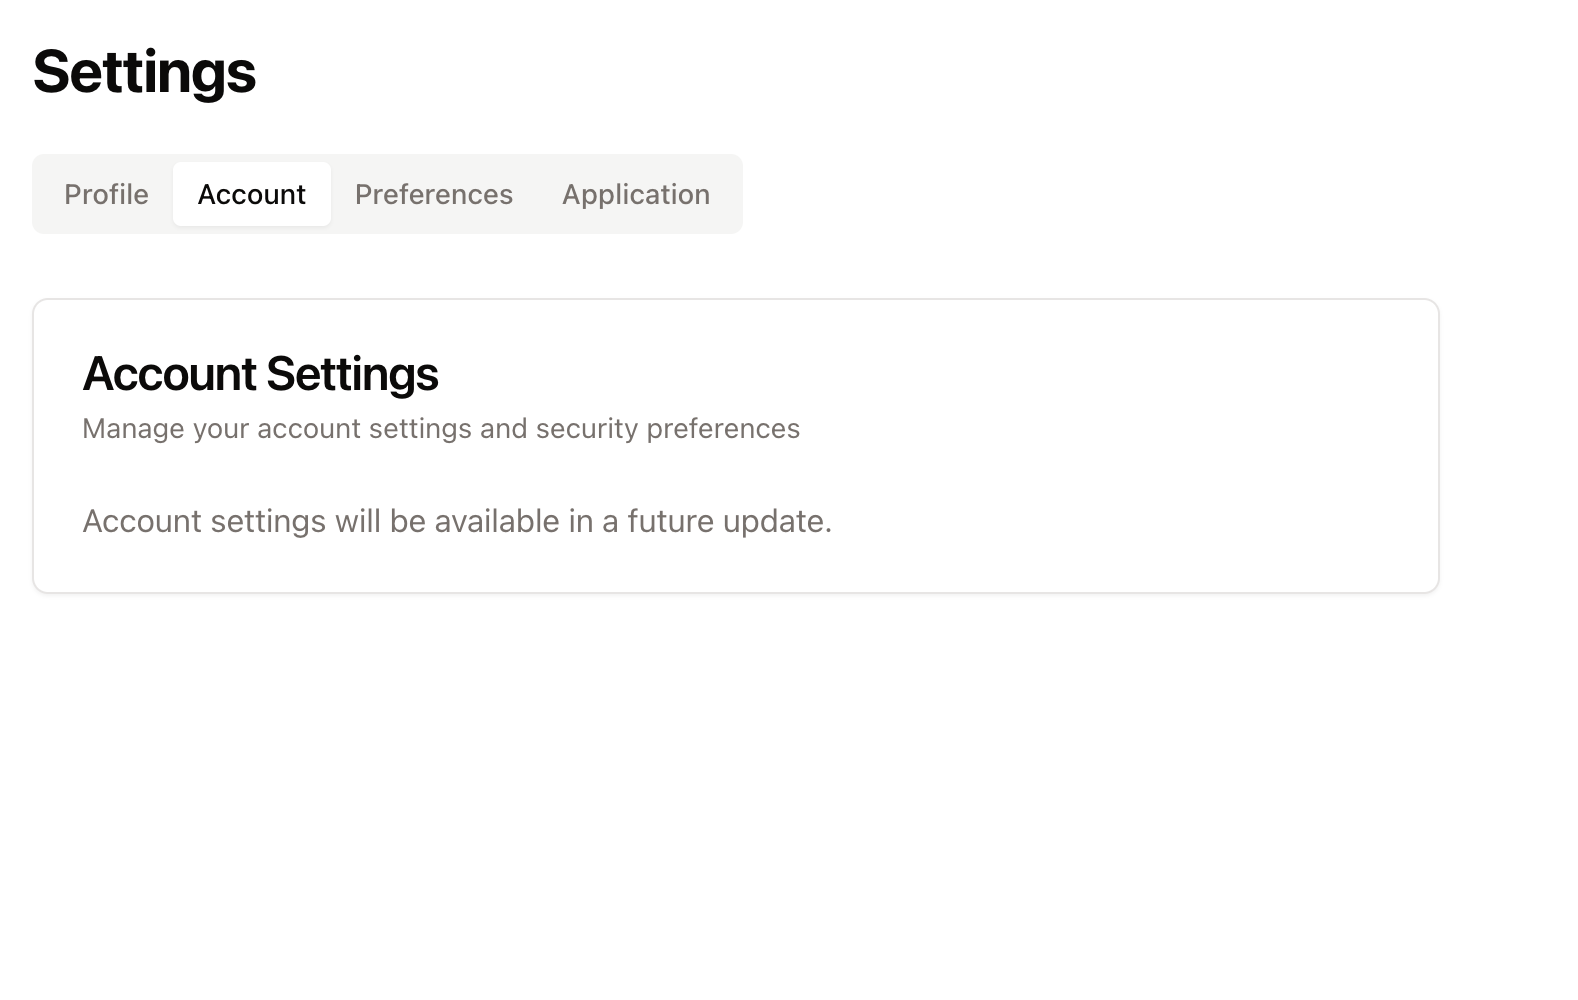 Settings
Profile Account Preferences Application
Account Settings
Manage your account settings and security preferences
Account settings will be available in a future update.